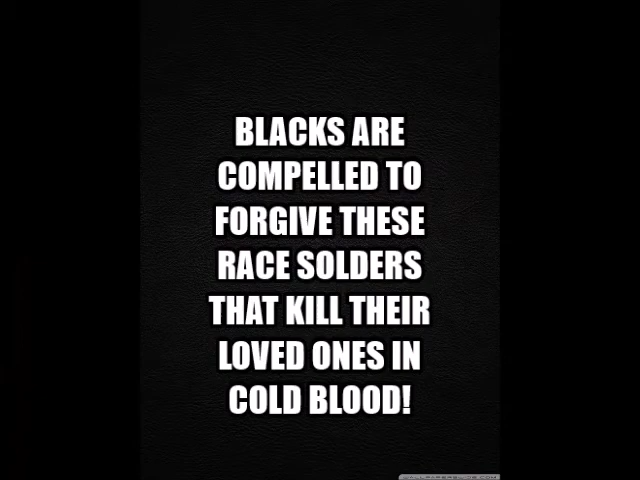 BLACKS ARE
COMPELLED TO
FORGIVE THESE
RACE SOLDERS
THAT KILL THEIR
LOVED ONES IN
COLD BLOOD!